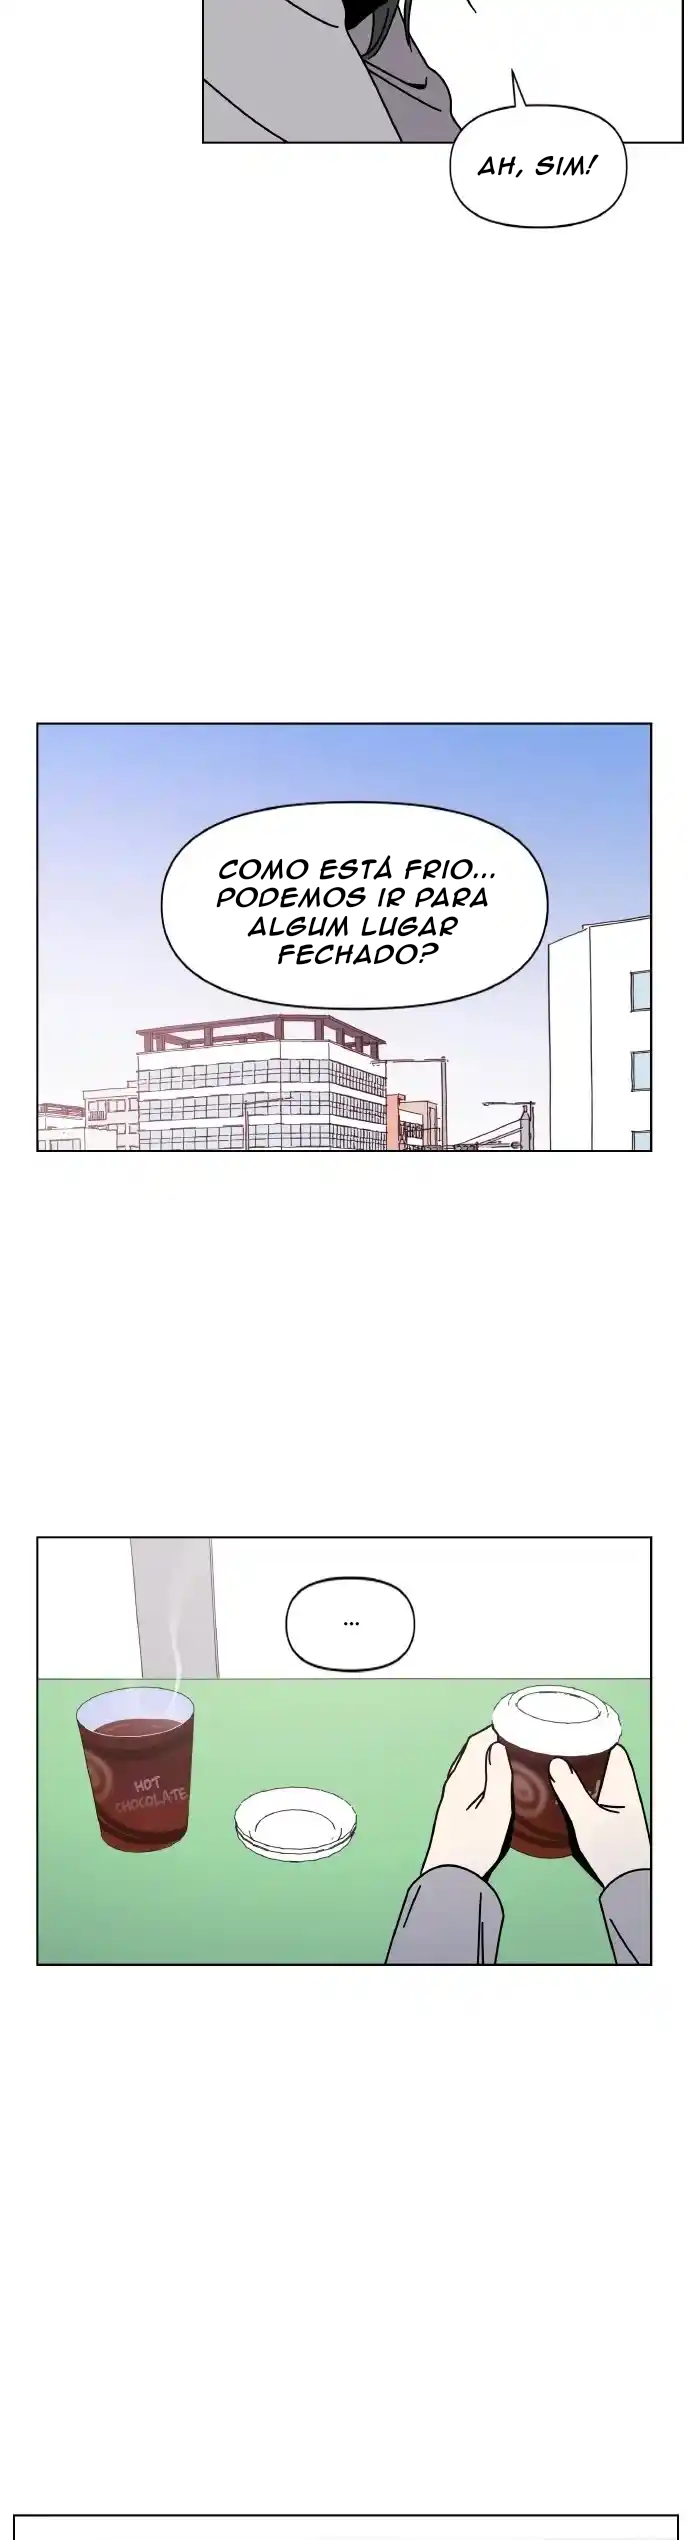 AH, SIM!
COMO ESTÁ FRIO...
PODEMOS IR PARA
ALGUM LUGAR
FECHADO?
...
HOT
CHOCOLATE